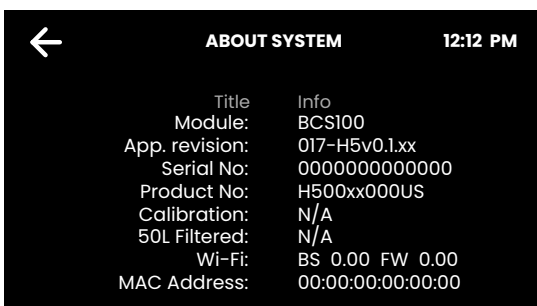 ABOUT SYSTEM 12:12 PM
Title Info
Module: BCS100
App. revision: 017-H5v0.1.xx
Serial No: 0000000000000
Product No: H500xx000US
Calibration: N/A
50L Filtered: N/A
Wi-Fi: BS 0.00 FW 0.00
MAC Address: 00:00:00:00:00:00